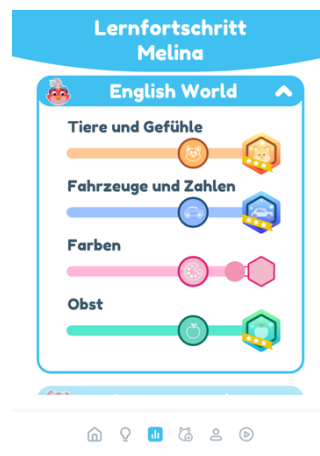 Lernfortschritt
Melina
English World
Tiere und Gefühle
Fahrzeuge und Zahlen
Farben
Obst